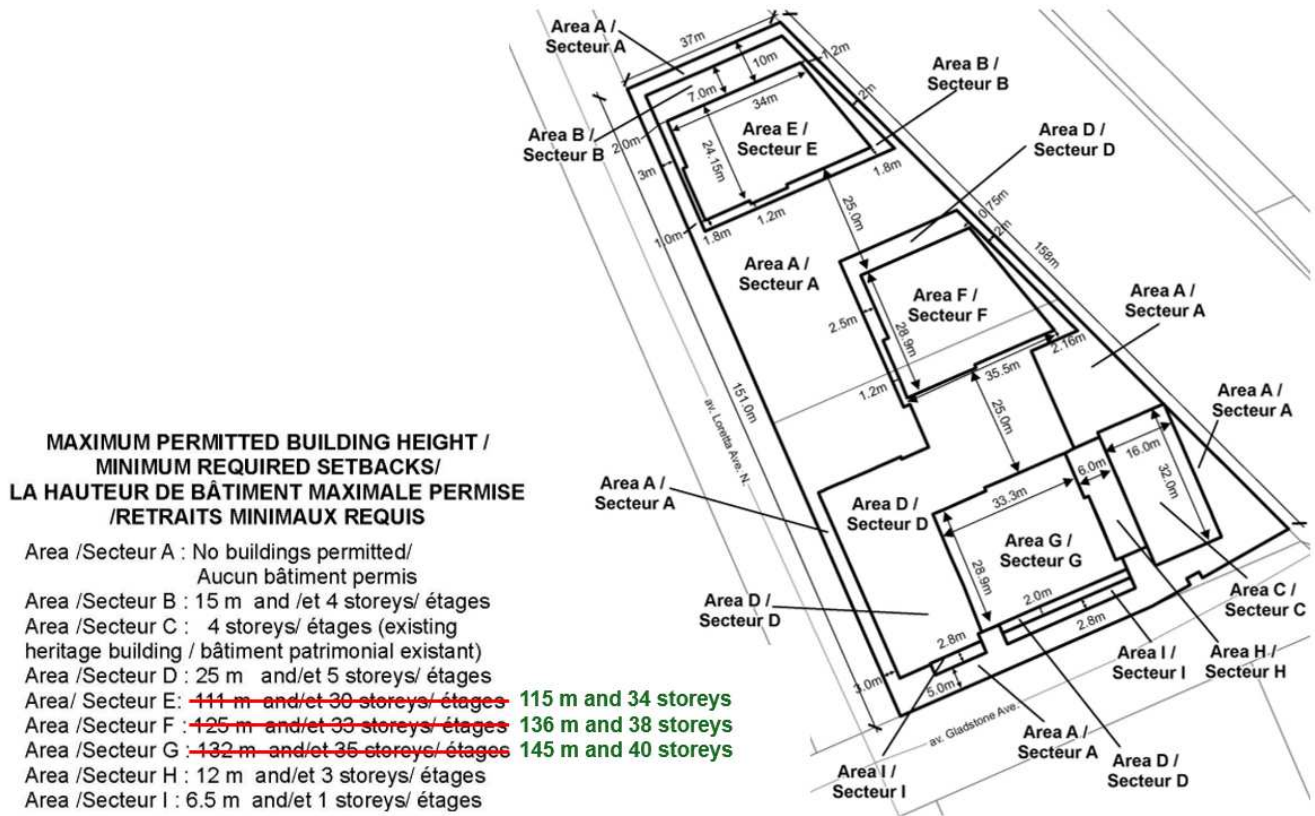 MAXIMUM PERMITTED BUILDING HEIGHT /
MINIMUM REQUIRED SETBACKS/
LA HAUTEUR DE BÂTIMENT MAXIMALE PERMISE
/RETRAITS MINIMAUX REQUIS
Area /Secteur A : No buildings permitted/
Aucun bâtiment permis
Area /Secteur B : 15 m and /et 4 storeys/ étages
Area /Secteur C : 4 storeys/ étages (existing
heritage building / bâtiment patrimonial existant)
Area /Secteur D : 25 m and/et 5 storeys/ étages
Area/ Secteur E: 111 m and/et 30 storeys/ étages 115 m and 34 storeys
Area /Secteur F : 125 m and/et 33 storeys/ étages 136 m and 38 storeys
Area /Secteur G : 132 m and/et 35 storeys/ étages 145 m and 40 storeys
Area /Secteur H : 12 m and/et 3 storeys/ étages
Area /Secteur I : 6.5 m and/et 1 storeys/ étages
Area A /
Secteur A
37m
10m
1.2m
Area B /
Secteur B
7.0m
34m
2m
Area B /
Secteur B
2.0m
Area E /
Secteur E
Area D /
Secteur D
3m
24.15m
1.8m
1.0m
1.8m
1.2m
25.0m
0.75m
2m
158m
Area A /
Secteur A
Area F /
Secteur F
Area A /
Secteur A
2.5m
28.9m
2.16m
35.5m
1.2m
151.0m
av. Loretta Ave. N.
25.0m
Area A /
Secteur A
16.0m
6.0m
32.0m
Area A /
Secteur A
Area D /
Secteur D
33.3m
Area G /
Secteur G
28.9m
Area D /
Secteur D
2.0m
2.8m
Area C /
Secteur C
2.8m
Area I /
Secteur I
Area H /
Secteur H
3.0m
5.0m
av. Gladstone Ave.
Area A /
Secteur A
Area D /
Secteur D
Area I /
Secteur I